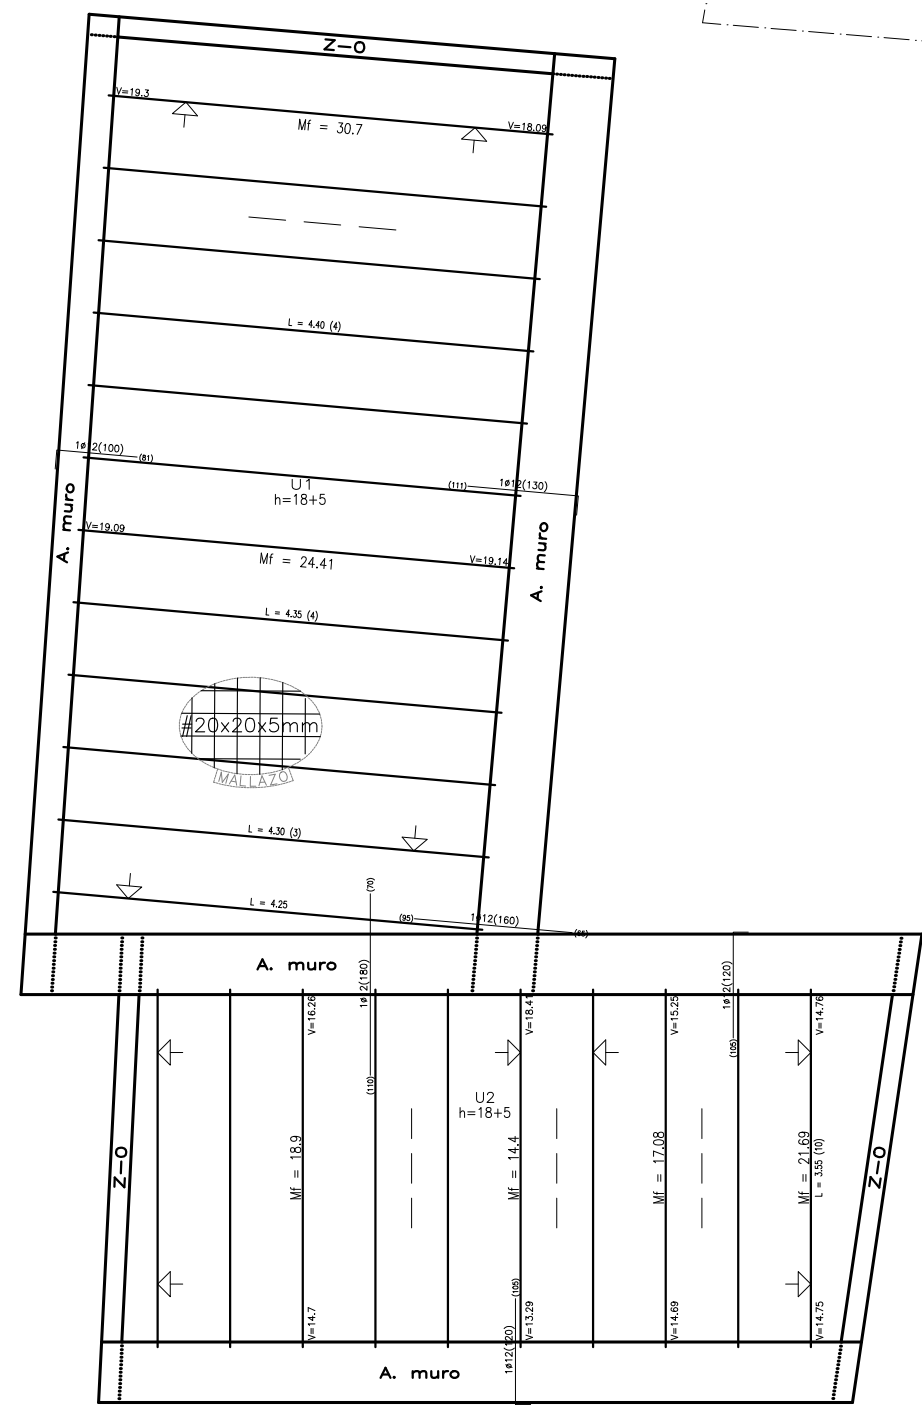 Z-O
V=19.3
Mf = 30.7
V=18.09
L = 4.40 (4)
1ø12(100)
(81)
(111)
1ø12(130)
U1
h=18+5
A. muro
A. muro
V=19.09
Mf = 24.41
V=19.14
L = 4.35 (4)
#20x20x5mm
MALLAZO
L = 4.30 (3)
L = 4.25
(70)
(95)
1ø12(160)
A. muro
1ø12(180)
1ø12(120)
V=16.26
V=18.41
V=15.25
V=14.76
(110)
(105)
U2
h=18+5
Z-O
Mf = 18.9
Mf = 14.4
Mf = 17.08
Mf = 21.69
L = 3.55 (10)
Z-O
(105)
V=14.7
V=13.29
V=14.69
V=14.75
1ø12(120)
A. muro